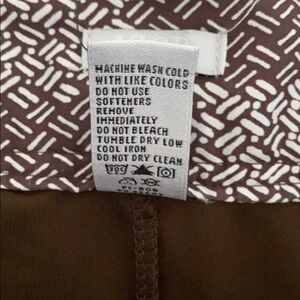 MACHINE WASH COLD
WITH LIKE COLORS
DO NOT USE
SOFTENERS
REMOVE
IMMEDIATELY
DO NOT BLEACH
TUMBLE DRY LOW
COOL IRON
DO NOT DRY CLEAN